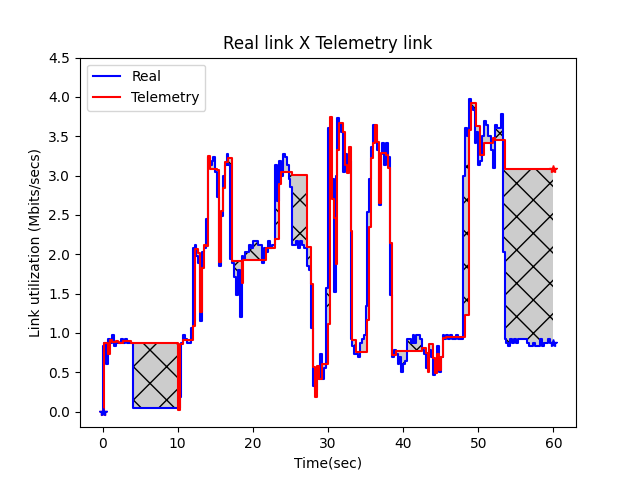 Real link X Telemetry link
Real
Telemetry
Link utilization (Mbits/secs)
4.5
4.0
3.5
3.0
2.5
2.0
1.5
1.0
0.5
0.0
0 10 20 30 40 50 60
Time(sec)